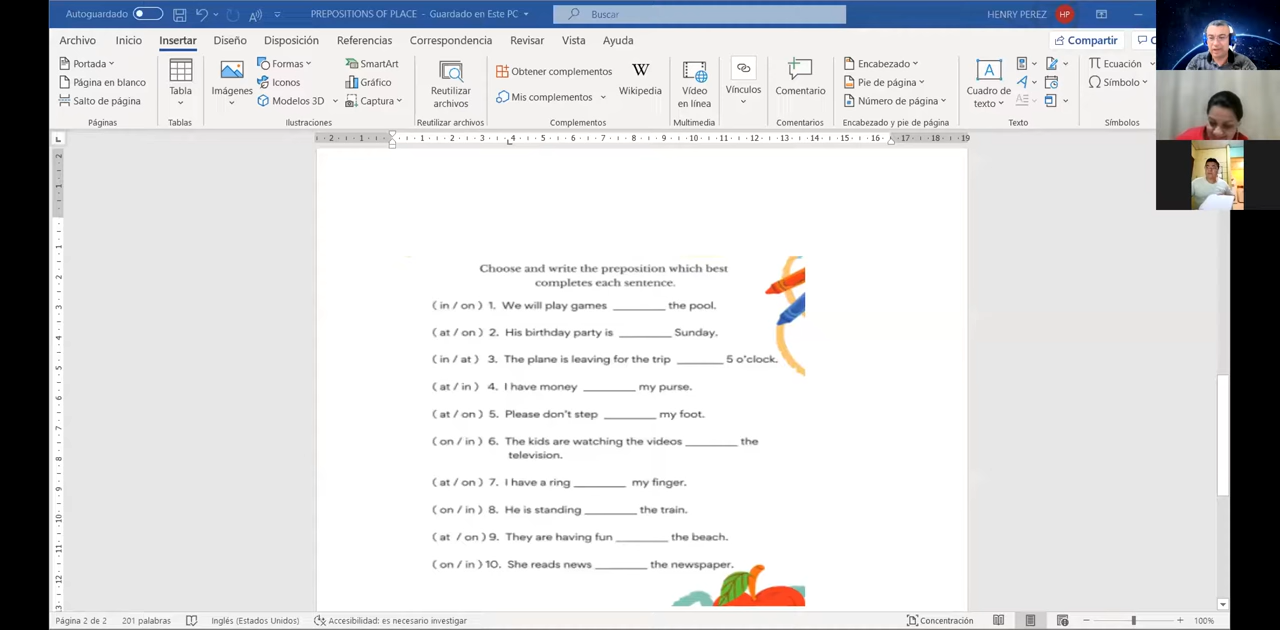 Autoguardado
PREPOSITIONS OF PLACE - Guardado en Este PC
Buscar
HENRY PEREZ
HP
Archivo Inicio Insertar Diseño Disposición Referencias Correspondencia Revisar Vista Ayuda
Compartir
Portada
Página en blanco
Salto de página
Páginas
Tabla
Tablas
Imágenes
Formas
Iconos
Modelos 3D
SmartArt
Gráfico
Captura
Ilustraciones
Reutilizar
archivos
Reutilizar archivos
Obtener complementos
Mis complementos
W
Wikipedia
Complementos
Vídeo
en línea
Multimedia
Vínculos
Comentario
Comentarios
Encabezado
Pie de página
Número de página
Encabezado y pie de página
Cuadro de
texto
Texto
Ecuación
Símbolo
Símbolos
Choose and write the preposition which best
completes each sentence.
( in / on ) 1. We will play games ________ the pool.
( at / on ) 2. His birthday party is ________ Sunday.
( in / at ) 3. The plane is leaving for the trip _______ 5 o'clock.
( at / in ) 4. I have money ________ my purse.
( at / on ) 5. Please don't step ________ my foot.
( on / in ) 6. The kids are watching the videos ________ the
television.
( at / on ) 7. I have a ring ________ my finger.
( on / in ) 8. He is standing ________ the train.
( at / on ) 9. They are having fun ________ the beach.
( on / in ) 10. She reads news ________ the newspaper.
Página 2 de 2 201 palabras Inglés (Estados Unidos) Accesibilidad: es necesario investigar Concentración 100%